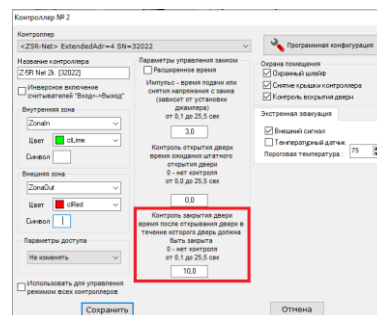 Контроллер № 2
Контроллер
<Z5R-Net> ExtendedAdr=4 SN=32022
Программная конфигурация
Название контроллера
Z-5R Net 2k. [32022]
Инверсное включение
считывателей "Вход<->Выход"
Внутренняя зона
ZonaIn
Цвет clLime
Символ
Внешняя зона
ZonaOut
Цвет clRed
Символ
Параметры доступа
Не изменять
Использовать для управления
режимом всех контроллеров
Параметры управления замком
Расширенное время
Импульс - время подачи или
снятия напряжения с замка
(зависит от установки
джампера)
от 0,1 до 25,5 сек
3,0
Контроль открытия двери
время ожидания штатного
открытия двери
0 - нет контроля
от 0,0 до 25,5 сек
0,0
Контроль закрытия двери
время после открывания двери в
течение которого дверь должна
быть закрыта
0 - нет контроля
от 0,1 до 25,5 сек
10,0
Охрана помещения
Охранный шлейф
Снятие крышки контроллера
Контроль вскрытия двери
Экстренная эвакуация
Внешний сигнал
Температурный датчик
Пороговая температура : 75
Сохранить
Отмена